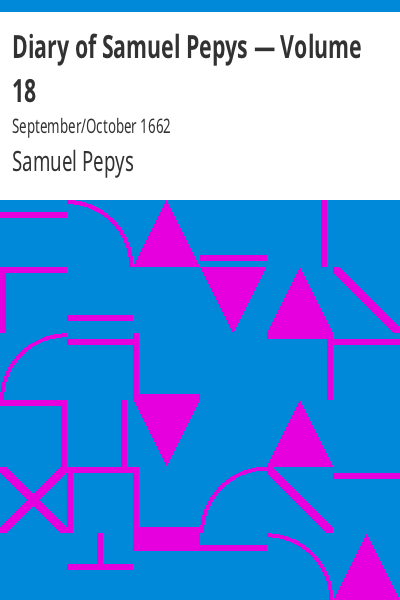 Diary of Samuel Pepys — Volume
18
September/October 1662
Samuel Pepys